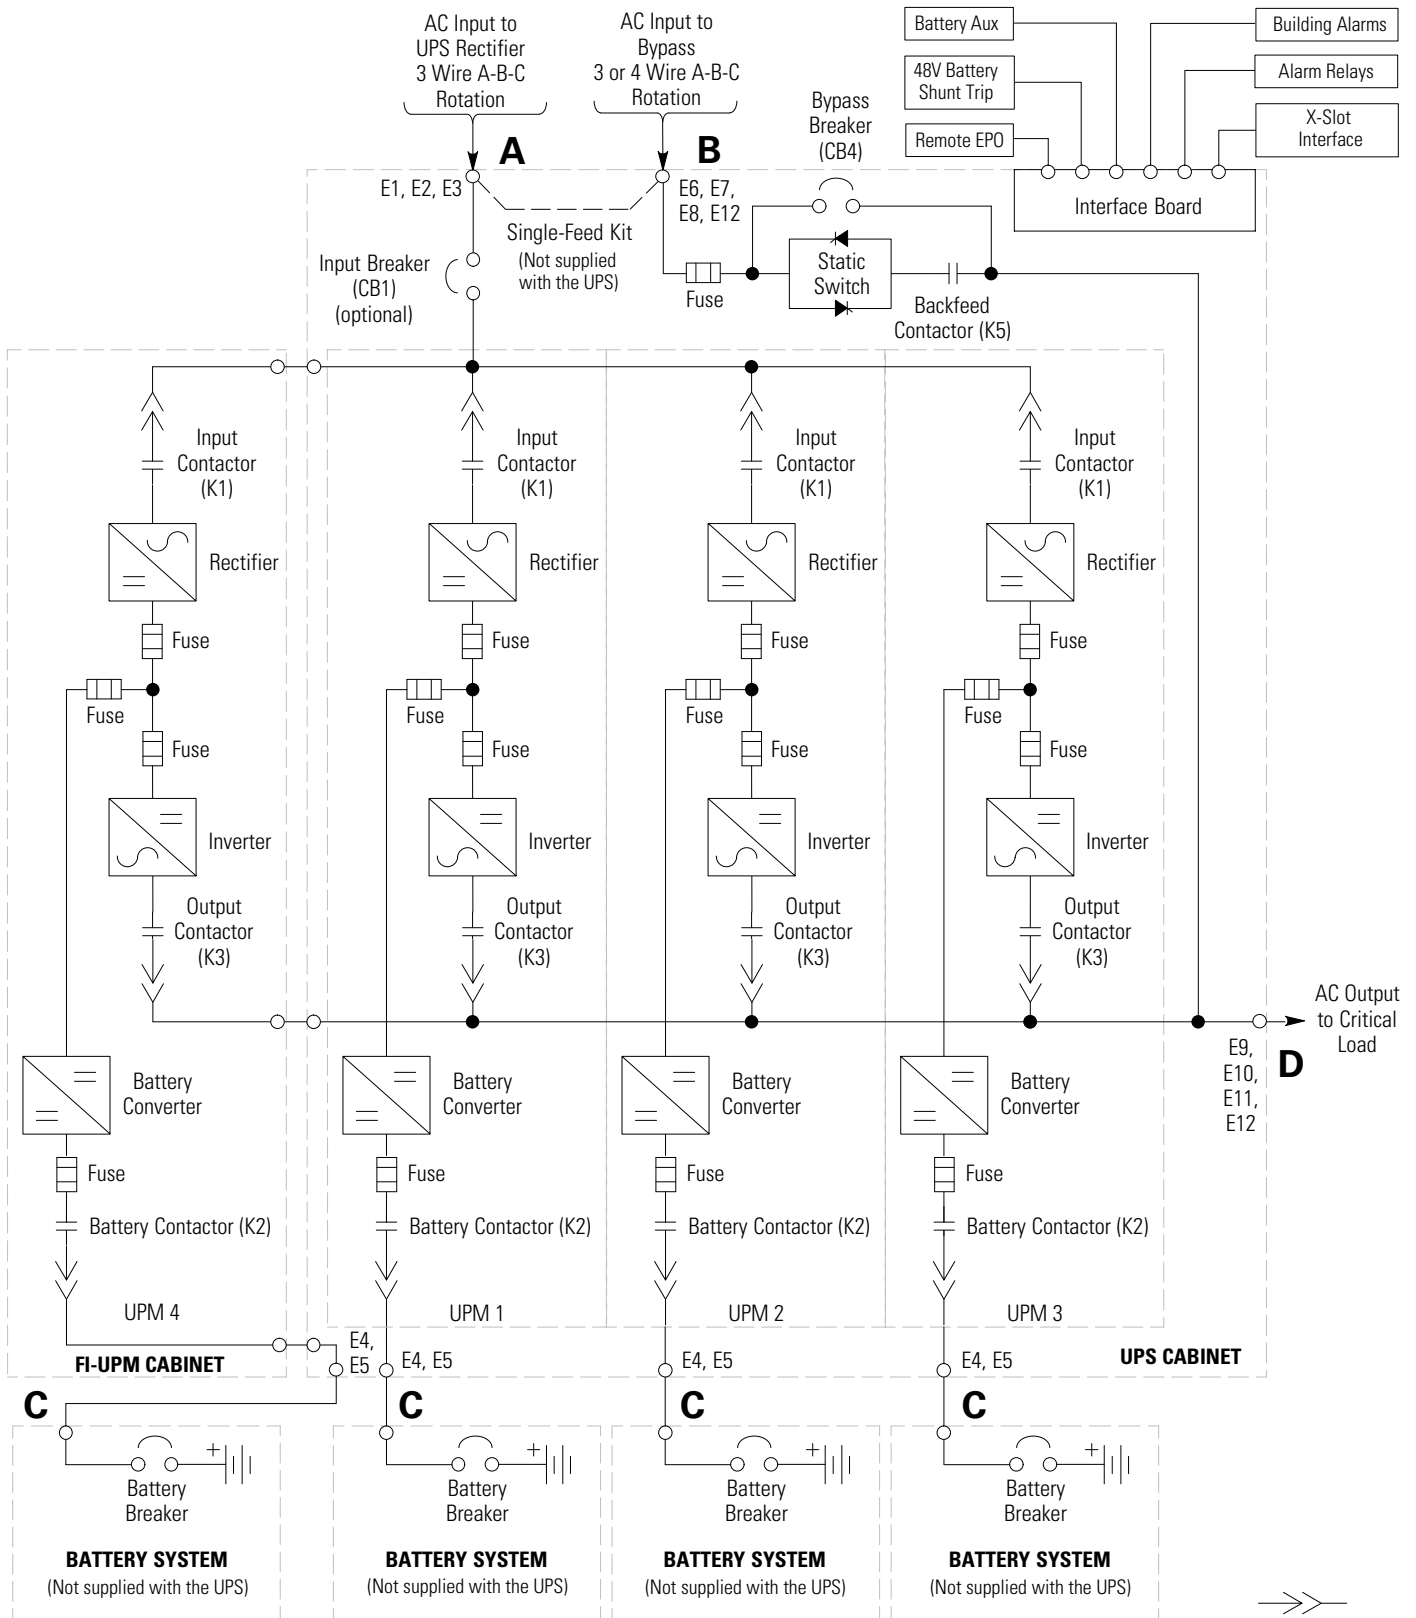 AC Input to
UPS Rectifier
3 Wire A-B-C
Rotation
AC Input to
Bypass
3 or 4 Wire A-B-C
Rotation
Bypass
Breaker
(CB4)
Battery Aux
48V Battery
Shunt Trip
Remote EPO
Building Alarms
Alarm Relays
X-Slot
Interface
Interface Board
A
B
E1, E2, E3
E6, E7,
E8, E12
Single-Feed Kit
(Not supplied
with the UPS)
Input Breaker
(CB1)
(optional)
Fuse
Static
Switch
Backfeed
Contactor (K5)
Input
Contactor
(K1)
Input
Contactor
(K1)
Input
Contactor
(K1)
Input
Contactor
(K1)
Rectifier
Rectifier
Rectifier
Rectifier
Fuse
Fuse
Fuse
Fuse
Fuse
Fuse
Fuse
Fuse
Fuse
Fuse
Fuse
Fuse
Inverter
Inverter
Inverter
Inverter
Output
Contactor
(K3)
Output
Contactor
(K3)
Output
Contactor
(K3)
Output
Contactor
(K3)
AC Output
to Critical
Load
D
E9,
E10,
E11,
E12
Battery
Converter
Battery
Converter
Battery
Converter
Battery
Converter
Fuse
Fuse
Fuse
Fuse
Battery Contactor (K2)
Battery Contactor (K2)
Battery Contactor (K2)
Battery Contactor (K2)
UPM 4
UPM 1
UPM 2
UPM 3
FI-UPM CABINET
E4,
E5
E4, E5
E4, E5
E4, E5
UPS CABINET
C
C
C
C
Battery
Breaker
Battery
Breaker
Battery
Breaker
Battery
Breaker
BATTERY SYSTEM
(Not supplied with the UPS)
BATTERY SYSTEM
(Not supplied with the UPS)
BATTERY SYSTEM
(Not supplied with the UPS)
BATTERY SYSTEM
(Not supplied with the UPS)